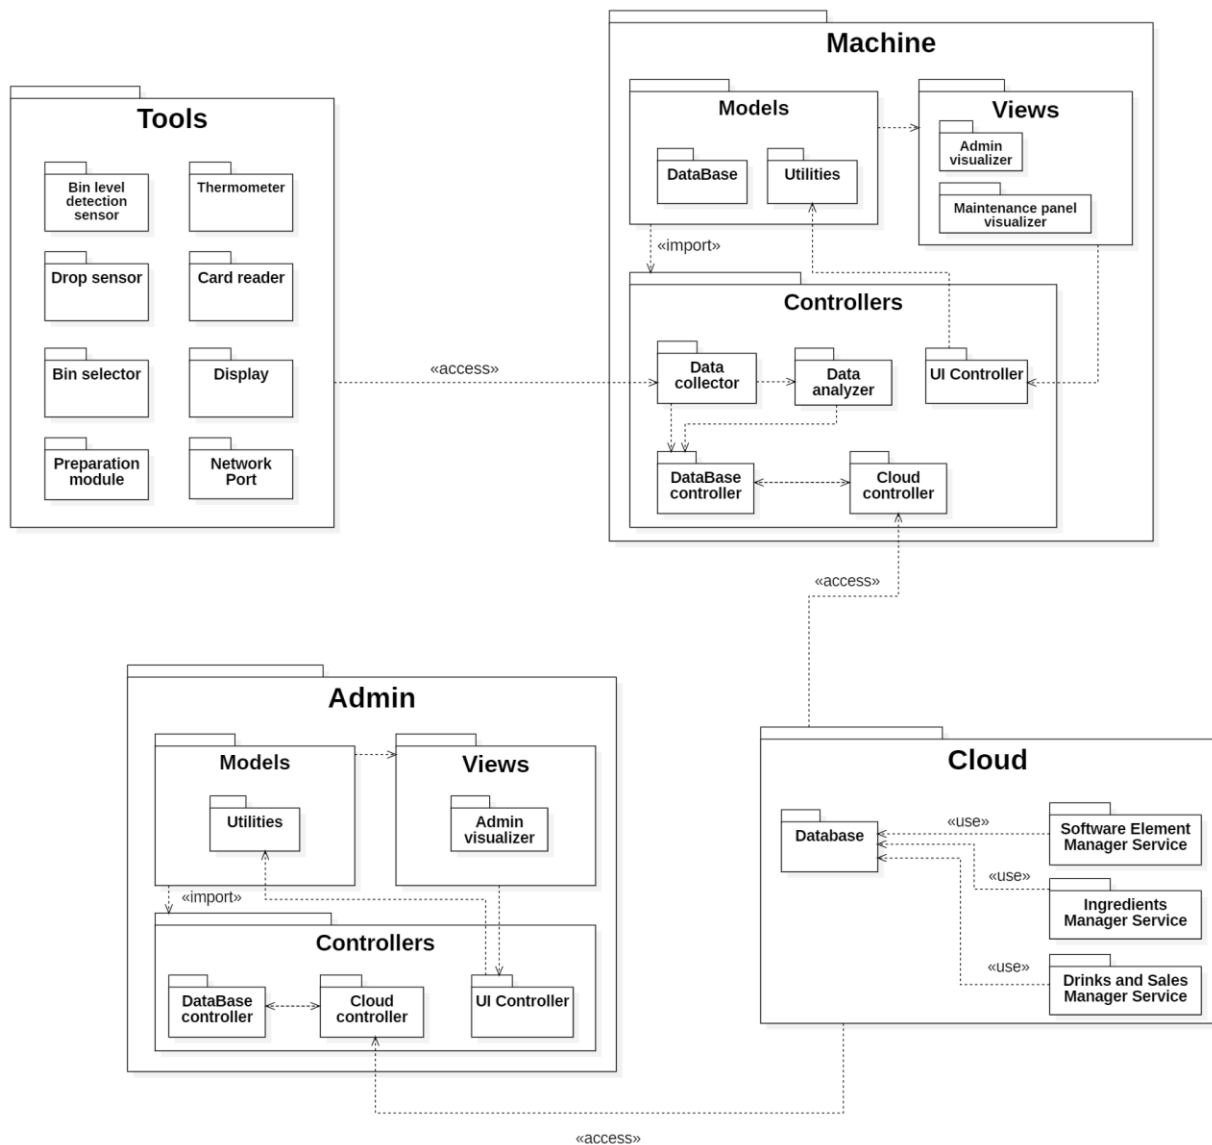 Machine
Models
DataBase
Utilities
Views
Admin
visualizer
Maintenance panel
visualizer
«import»
Controllers
Data
collector
Data
analyzer
UI Controller
DataBase
controller
Cloud
controller
Tools
Bin level
detection
sensor
Thermometer
Drop sensor
Card reader
Bin selector
Display
Preparation
module
Network
Port
«access»
«access»
Admin
Models
Utilities
Views
Admin
visualizer
«import»
Controllers
DataBase
controller
Cloud
controller
UI Controller
Cloud
Database
«use»
Software Element
Manager Service
«use»
Ingredients
Manager Service
«use»
Drinks and Sales
Manager Service
«access»